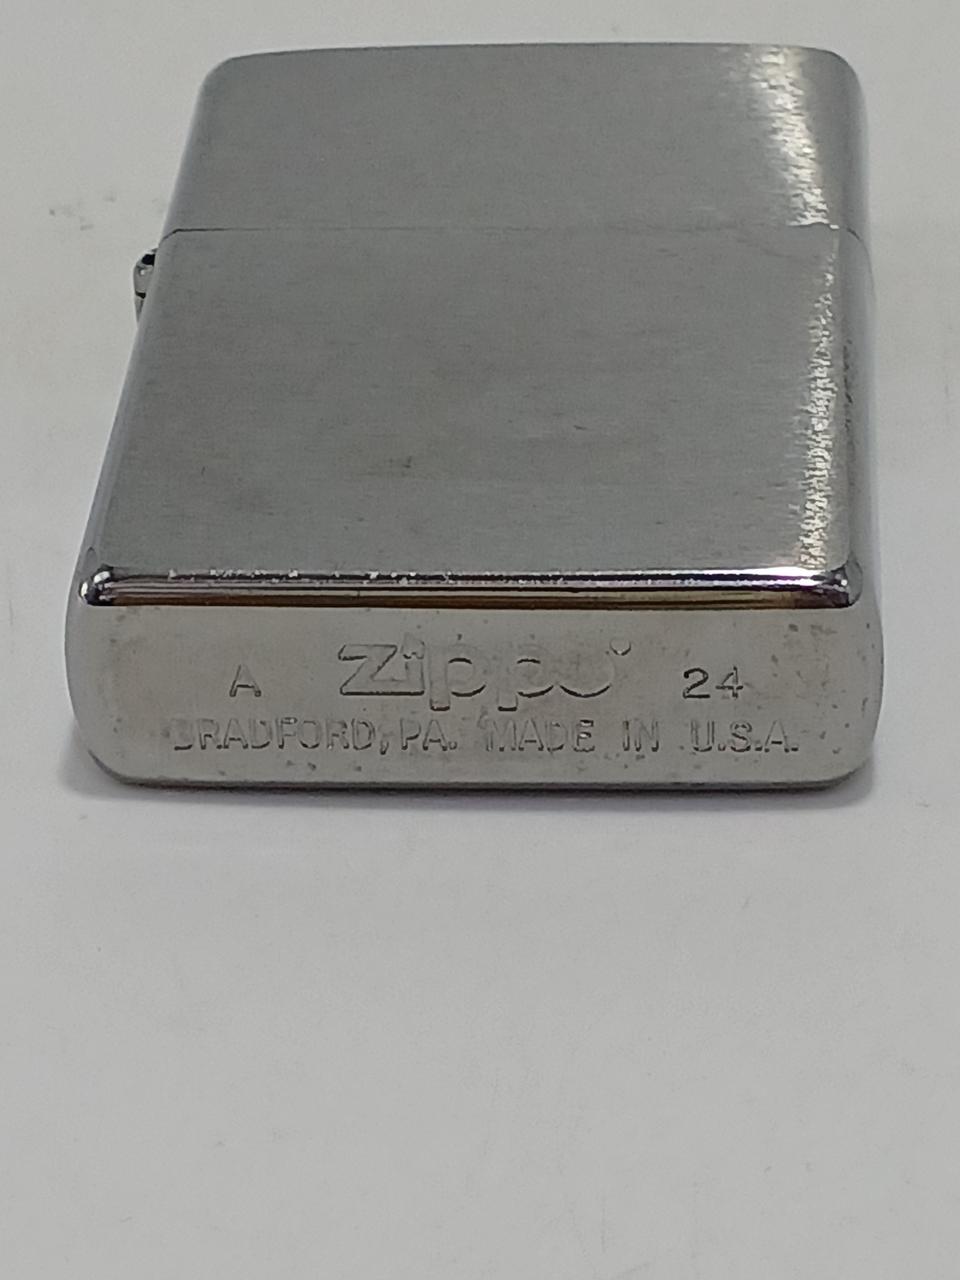 A Zippo 24
BRADFORD, PA. MADE IN U.S.A.